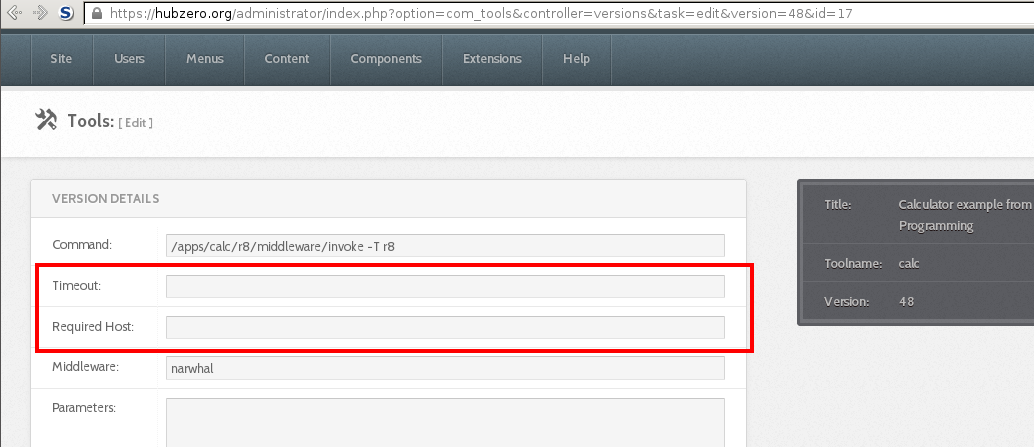 https://hubzero.org/administrator/index.php?option=com_tools&controller=versions&task=edit&version=48&id=17
Site Users Menus Content Components Extensions Help
Tools: [ Edit ]
VERSION DETAILS
Command: /apps/calc/r8/middleware/invoke -T r8
Timeout:
Required Host:
Middleware: narwhal
Parameters:
Title: Calculator example from
Programming
Toolname: calc
Version: 48